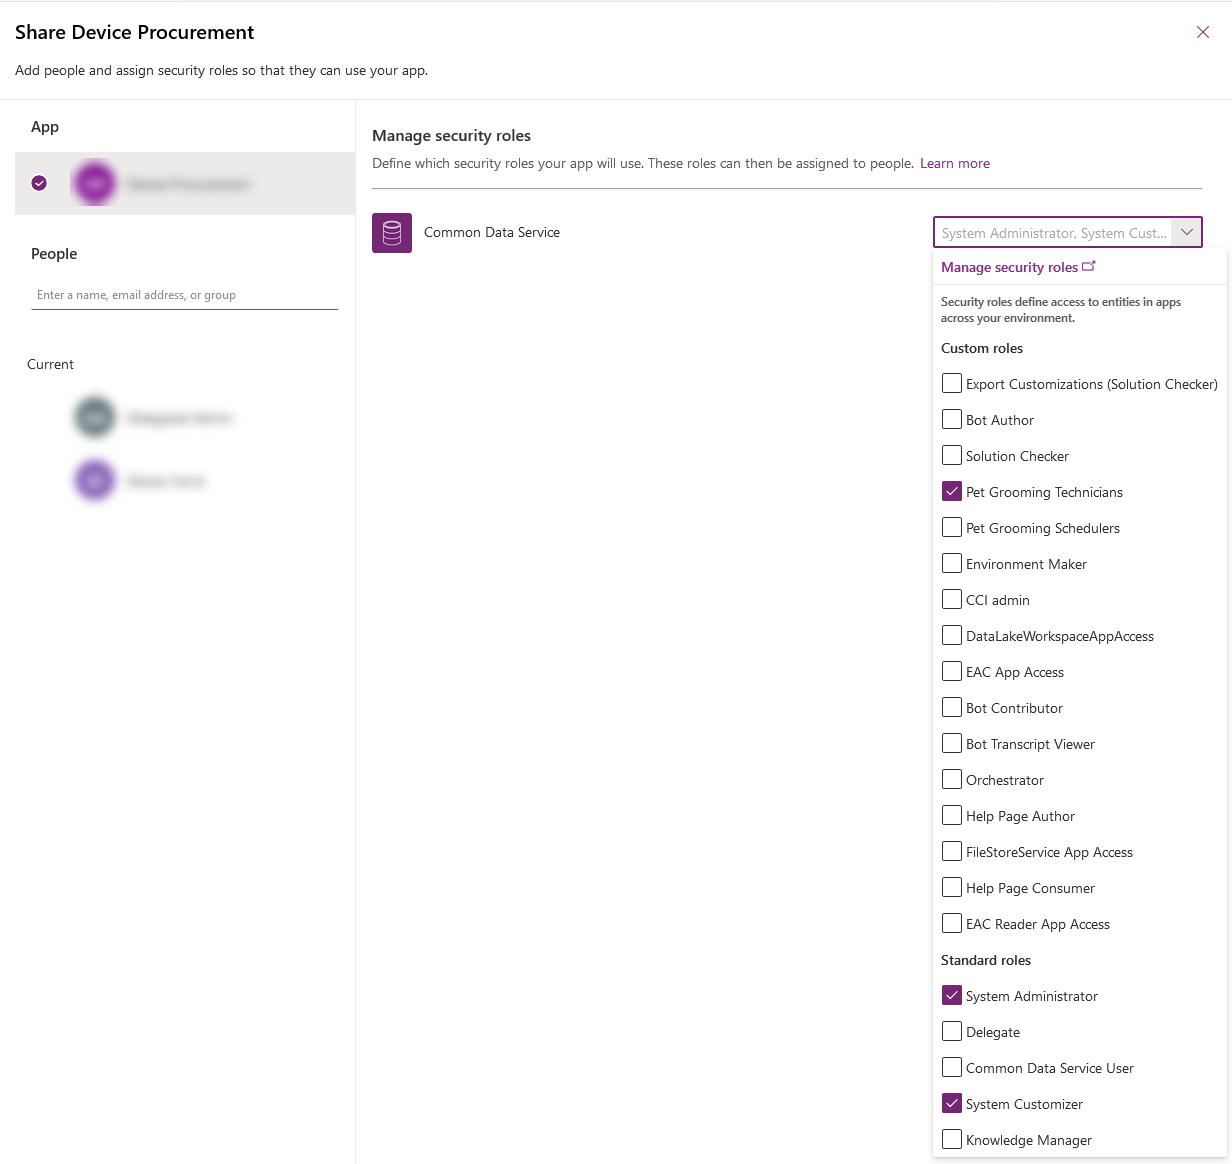 Share Device Procurement
Add people and assign security roles so that they can use your app.
App
People
Enter a name, email address, or group
Current
Manage security roles
Define which security roles your app will use. These roles can then be assigned to people. Learn more
Common Data Service
System Administrator, System Cust...
Manage security roles
Security roles define access to entities in apps
across your environment.
Custom roles
Export Customizations (Solution Checker)
Bot Author
Solution Checker
Pet Grooming Technicians
Pet Grooming Schedulers
Environment Maker
CCI admin
DataLakeWorkspaceAppAccess
EAC App Access
Bot Contributor
Bot Transcript Viewer
Orchestrator
Help Page Author
FileStoreService App Access
Help Page Consumer
EAC Reader App Access
Standard roles
System Administrator
Delegate
Common Data Service User
System Customizer
Knowledge Manager